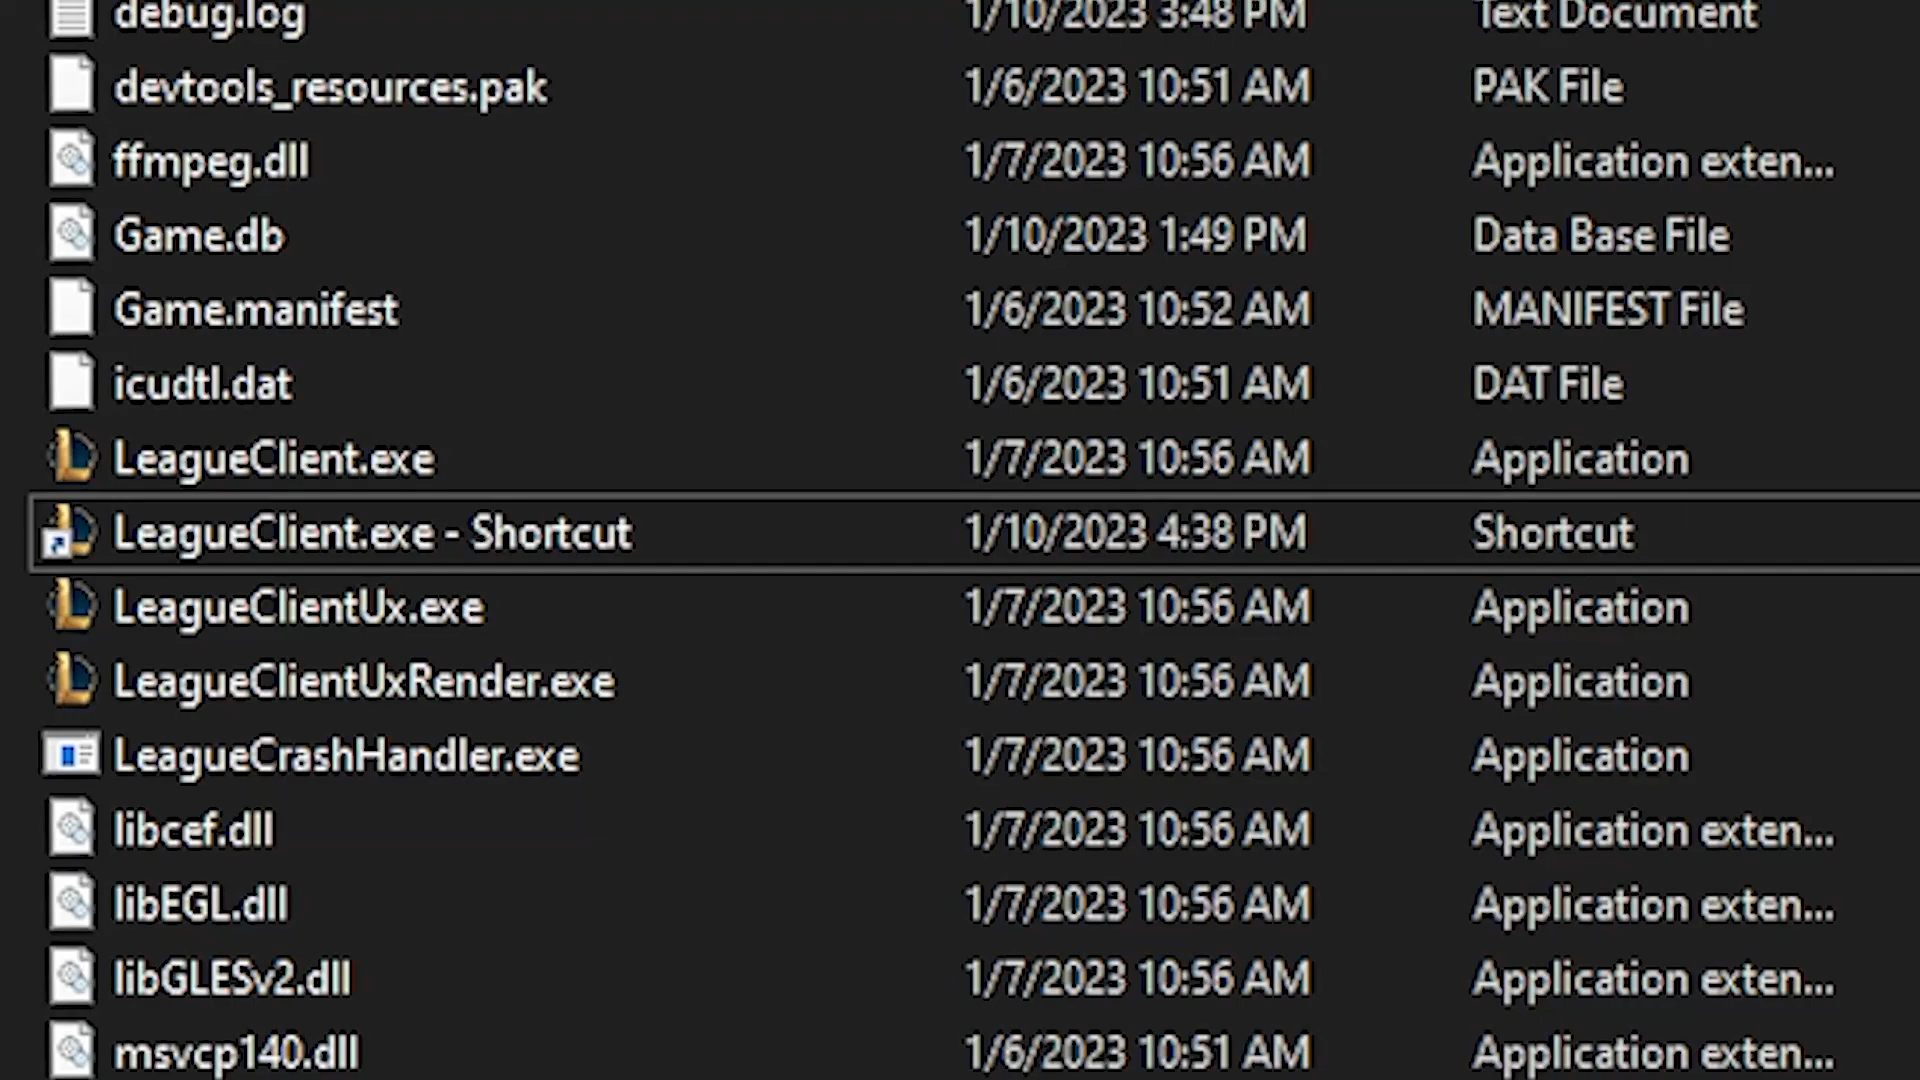 debug.log 1/10/2023 3:48 PM Text Document
devtools_resources.pak 1/6/2023 10:51 AM PAK File
ffmpeg.dll 1/7/2023 10:56 AM Application exten...
Game.db 1/10/2023 1:49 PM Data Base File
Game.manifest 1/6/2023 10:52 AM MANIFEST File
icudtl.dat 1/6/2023 10:51 AM DAT File
LeagueClient.exe 1/7/2023 10:56 AM Application
LeagueClient.exe - Shortcut 1/10/2023 4:38 PM Shortcut
LeagueClientUx.exe 1/7/2023 10:56 AM Application
LeagueClientUxRender.exe 1/7/2023 10:56 AM Application
LeagueCrashHandler.exe 1/7/2023 10:56 AM Application
libcef.dll 1/7/2023 10:56 AM Application exten...
libEGL.dll 1/7/2023 10:56 AM Application exten...
libGLESv2.dll 1/7/2023 10:56 AM Application exten...
msvcp140.dll 1/6/2023 10:51 AM Application exten...